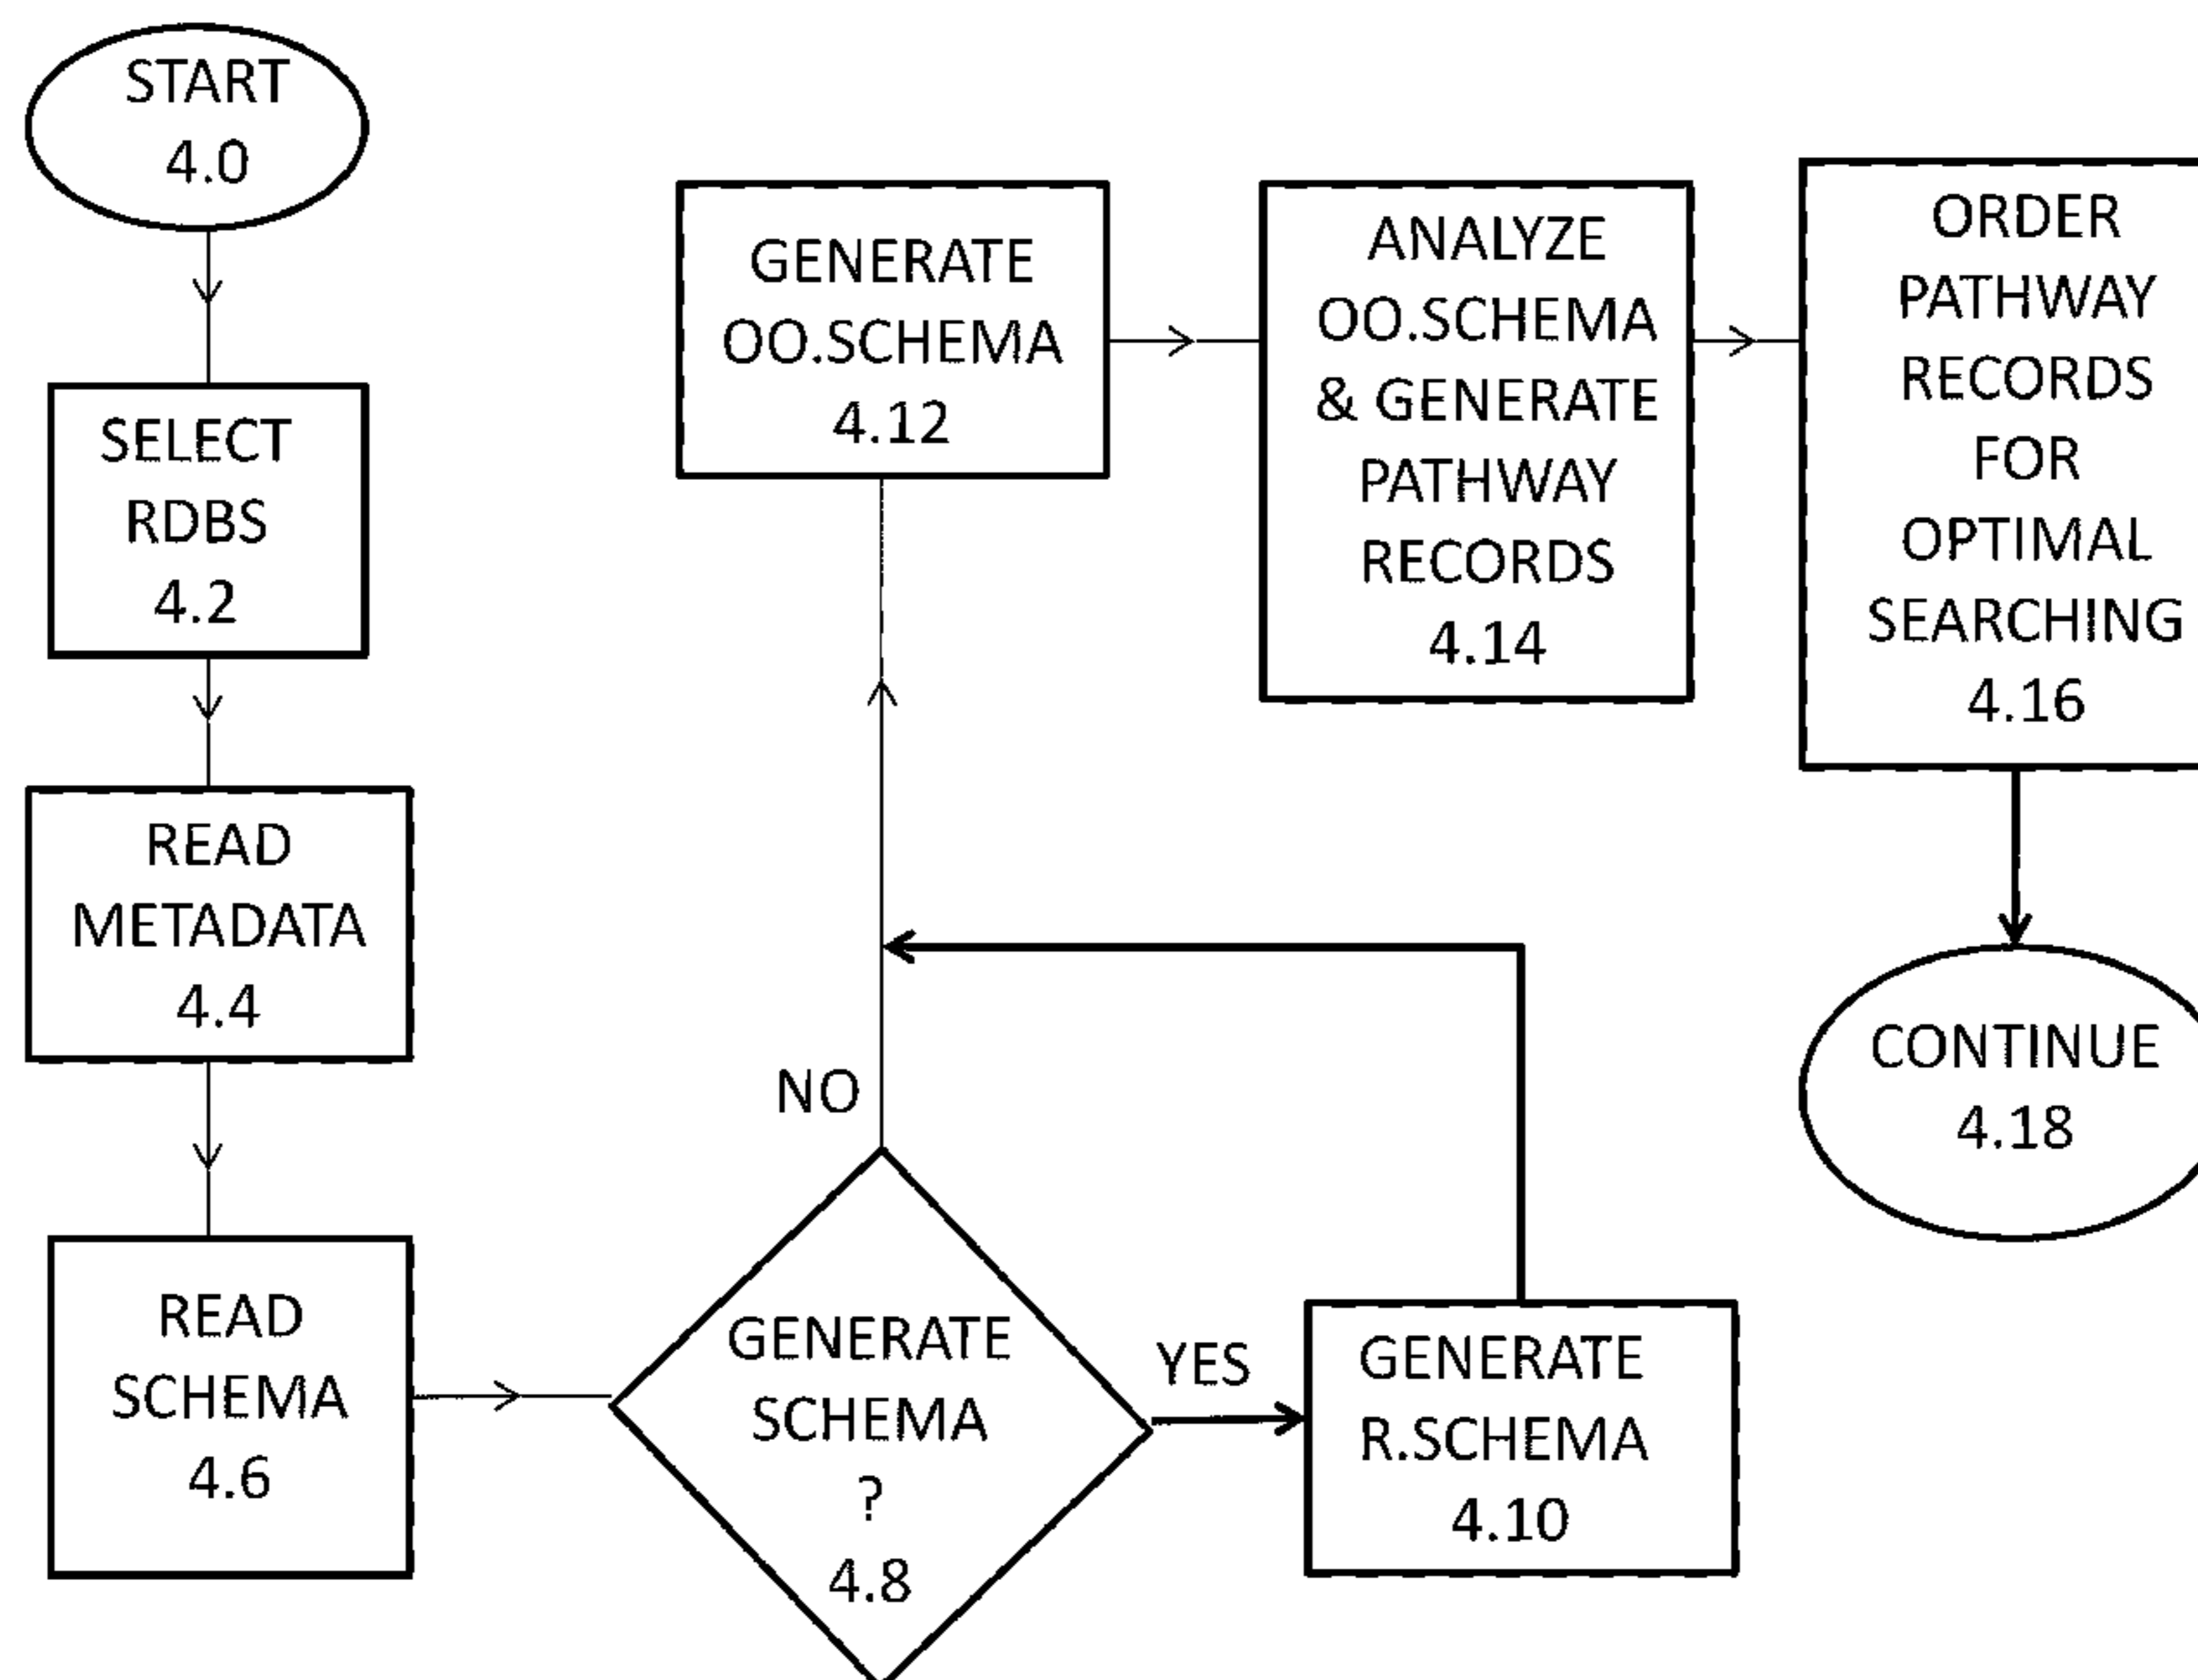 START
4.0
SELECT
RDBS
4.2
READ
METADATA
4.4
READ
SCHEMA
4.6
GENERATE
SCHEMA
?
4.8
NO
YES
GENERATE
R.SCHEMA
4.10
GENERATE
OO.SCHEMA
4.12
ANALYZE
OO.SCHEMA
& GENERATE
PATHWAY
RECORDS
4.14
ORDER
PATHWAY
RECORDS
FOR
OPTIMAL
SEARCHING
4.16
CONTINUE
4.18